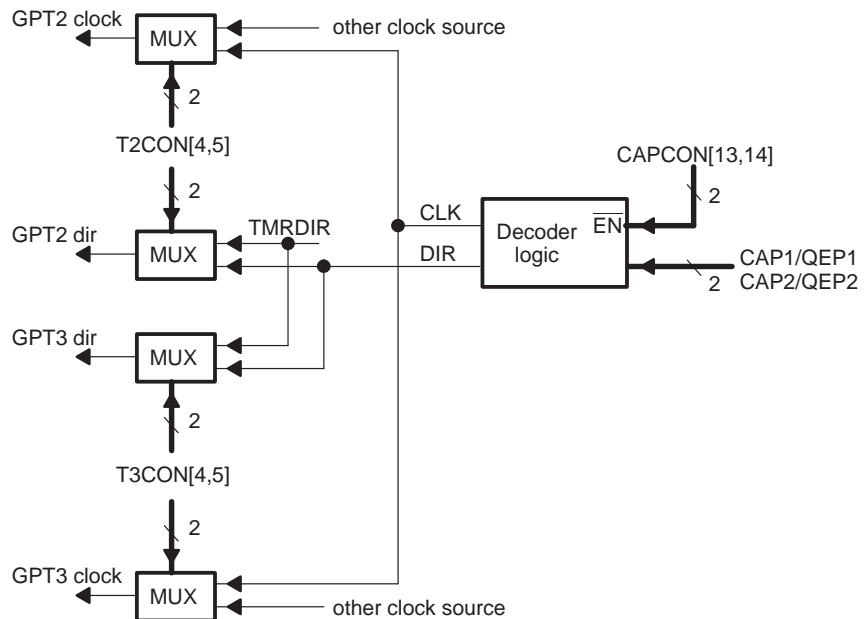 GPT2 clock
MUX
other clock source
2
T2CON[4,5]
2
CAPCON[13,14]
2
GPT2 dir
MUX
TMRDIR
CLK
DIR
Decoder
logic
EN
CAP1/QEP1
2
CAP2/QEP2
GPT3 dir
MUX
2
T3CON[4,5]
2
GPT3 clock
MUX
other clock source